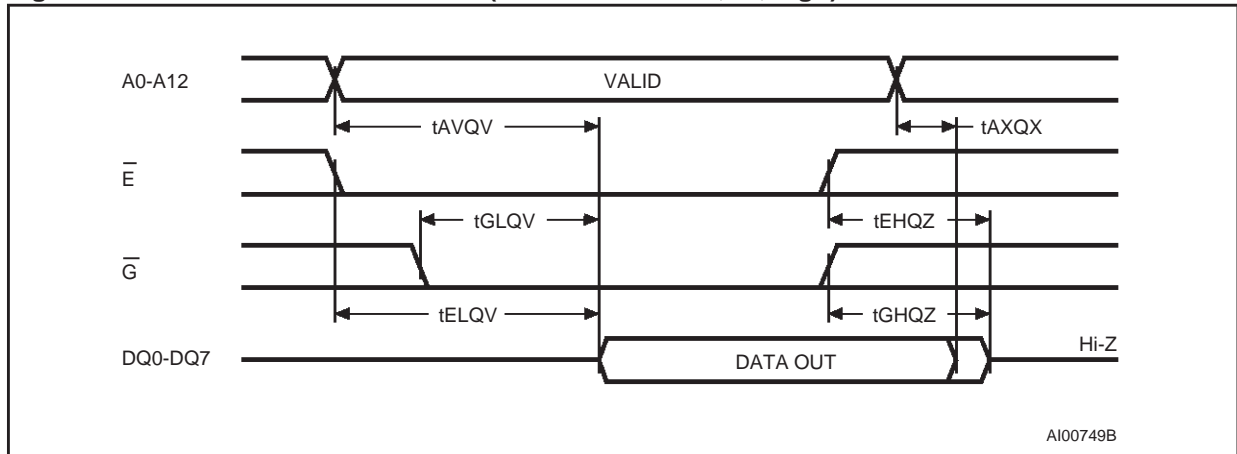 A0-A12
VALID
tAVQV
tAXQX
E
tGLQV
tEHQZ
G
tELQV
tGHQZ
DQ0-DQ7
DATA OUT
Hi-Z
AI00749B